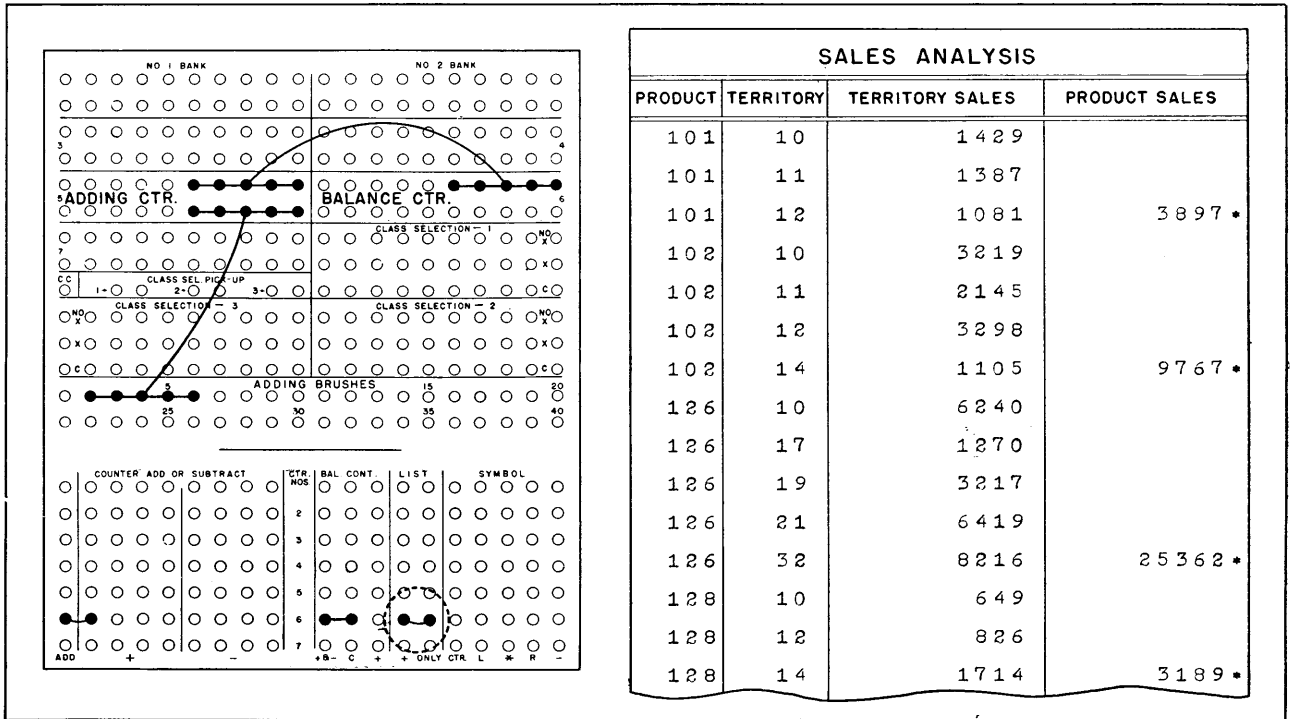 NO 1 BANK NO 2 BANK
3 4
5 ADDING CTR. BALANCE CTR. 6
CLASS SELECTION - 1 NO X
7
X
CC CLASS SEL. PICK-UP
1+ 2+ 3+ C
CLASS SELECTION - 3 CLASS SELECTION - 2
NO X NO X
X X
C C
5 ADDING BRUSHES 15 20
25 30 35 40
COUNTER ADD OR SUBTRACT CTR. NOS BAL CONT. LIST SYMBOL
2
3
4
5
6
7
ADD + - +&- C + + ONLY CTR. L * R -
SALES ANALYSIS
PRODUCT TERRITORY TERRITORY SALES PRODUCT SALES
101 10 1429
101 11 1387
101 12 1081 3897 *
102 10 3219
102 11 2145
102 12 3298
102 14 1105 9767 *
126 10 6240
126 17 1270
126 19 3217
126 21 6419
126 32 8216 25362 *
128 10 649
128 12 826
128 14 1714 3189 *